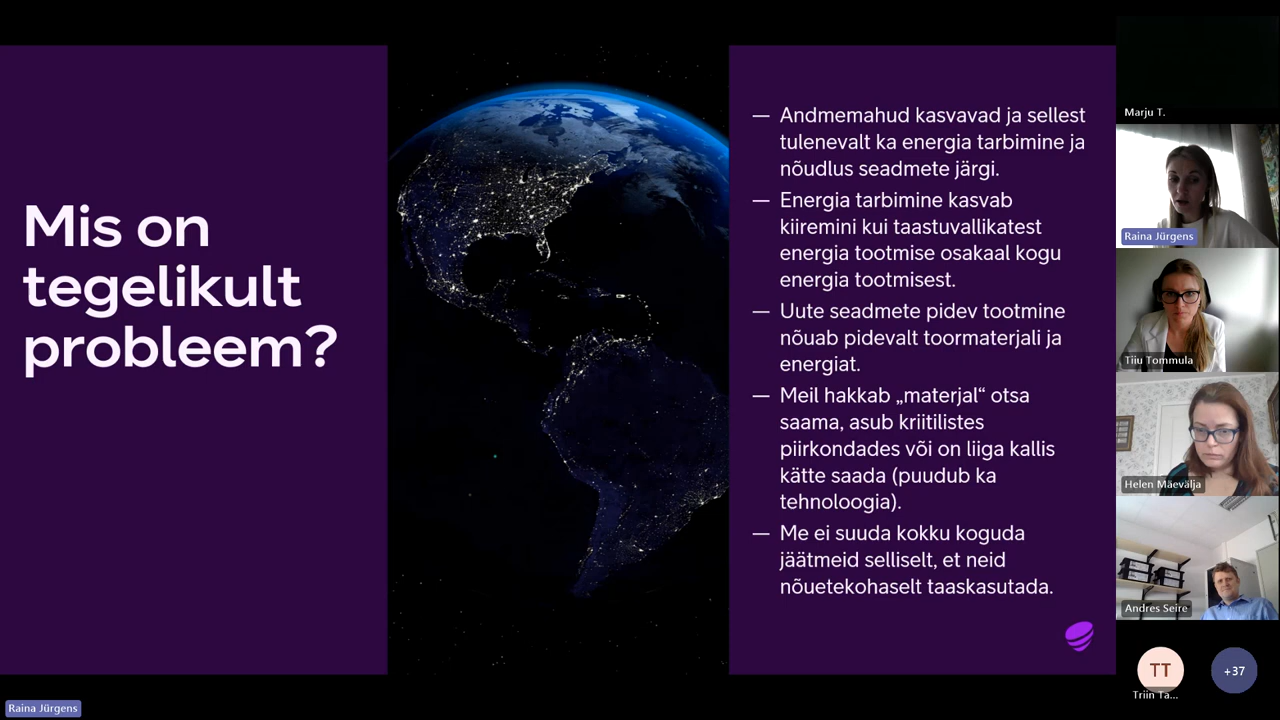 Mis on
tegelikult
probleem?
— Andmemahud kasvavad ja sellest
tulenevalt ka energia tarbimine ja
nõudlus seadmete järgi.
— Energia tarbimine kasvab
kiiremini kui taastuvallikatest
energia tootmise osakaal kogu
energia tootmisest.
— Uute seadmete pidev tootmine
nõuab pidevalt toormaterjali ja
energiat.
— Meil hakkab „materjal“ otsa
saama, asub kriitilistes
piirkondades või on liiga kallis
kätte saada (puudub ka
tehnoloogia).
— Me ei suuda kokku koguda
jäätmeid selliselt, et neid
nõuetekohaselt taaskasutada.
Marju T.
Raina Jürgens
Tiiu Tommula
Helen Mäevälja
Andres Seire
TT
Triin Ta...
+37
Raina Jürgens